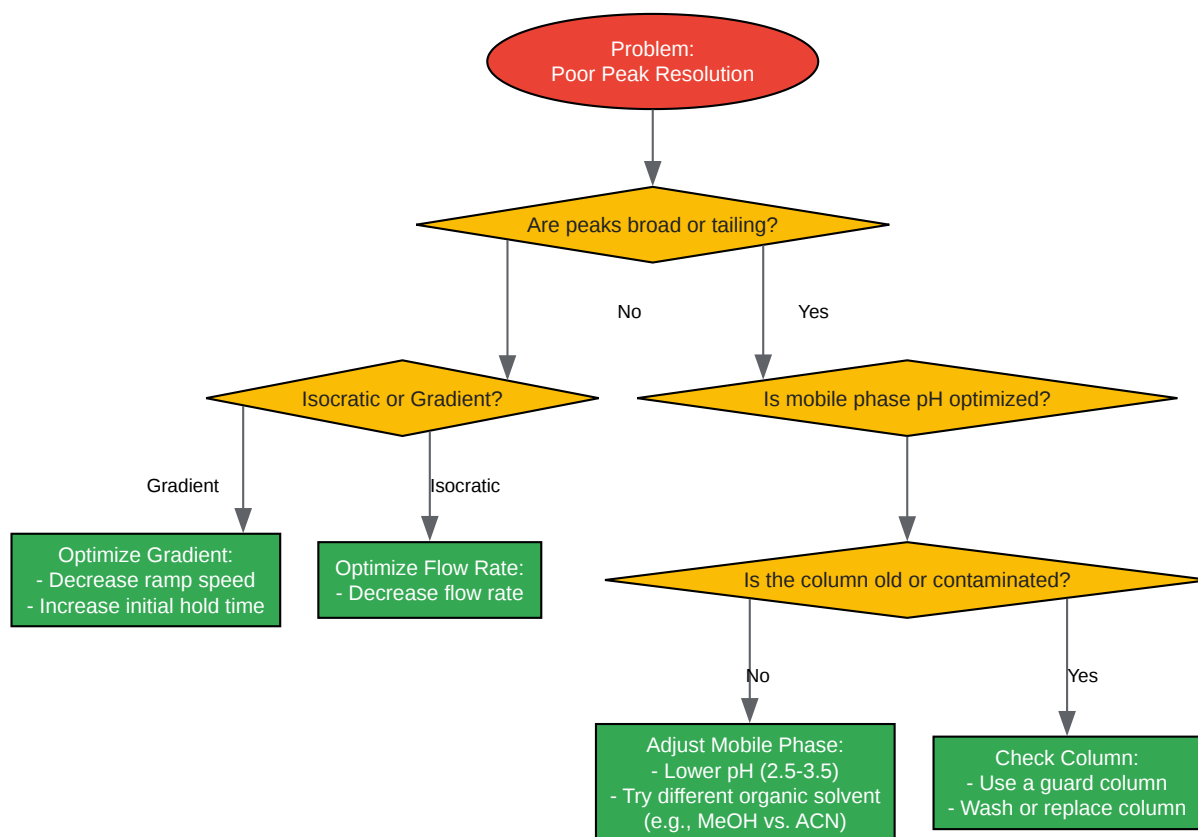 Problem:
Poor Peak Resolution
Are peaks broad or tailing?
No
Yes
Isocratic or Gradient?
Is mobile phase pH optimized?
Gradient
Isocratic
Optimize Gradient:
- Decrease ramp speed
- Increase initial hold time
Optimize Flow Rate:
- Decrease flow rate
Is the column old or contaminated?
No
Yes
Adjust Mobile Phase:
- Lower pH (2.5-3.5)
- Try different organic solvent
(e.g., MeOH vs. ACN)
Check Column:
- Use a guard column
- Wash or replace column